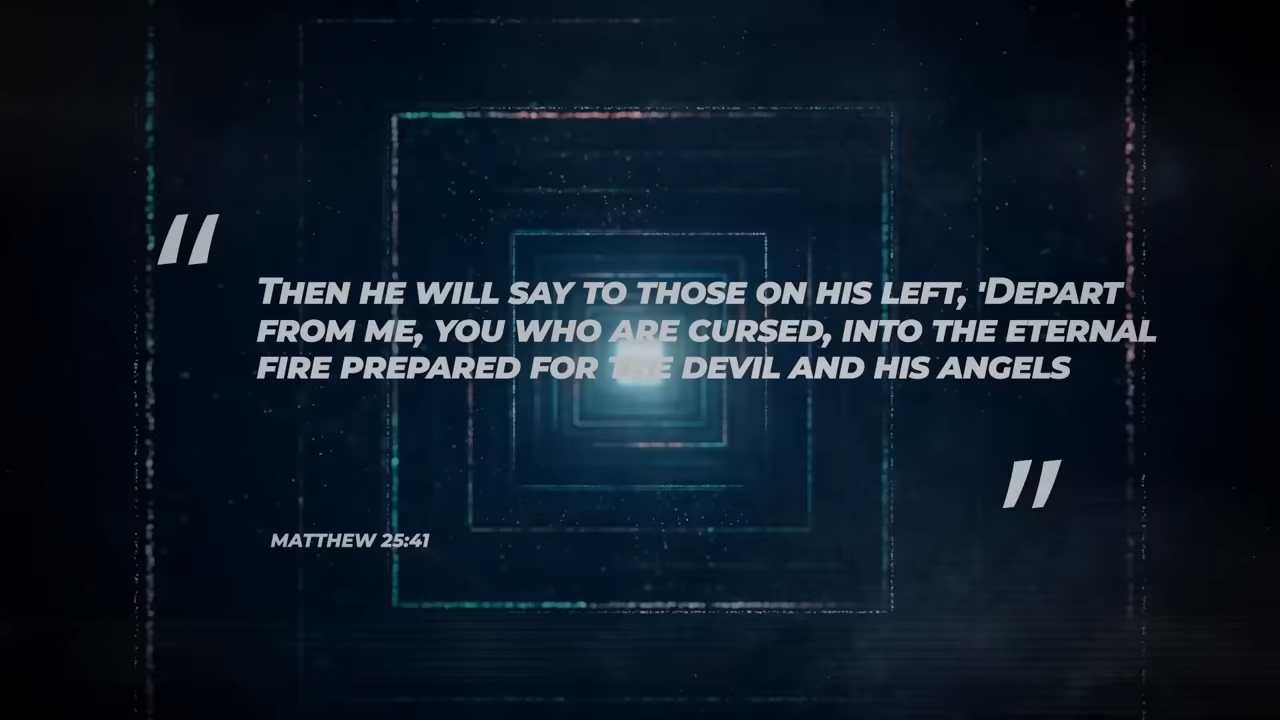 "
THEN HE WILL SAY TO THOSE ON HIS LEFT, 'DEPART
FROM ME, YOU WHO ARE CURSED, INTO THE ETERNAL
FIRE PREPARED FOR THE DEVIL AND HIS ANGELS
"
MATTHEW 25:41